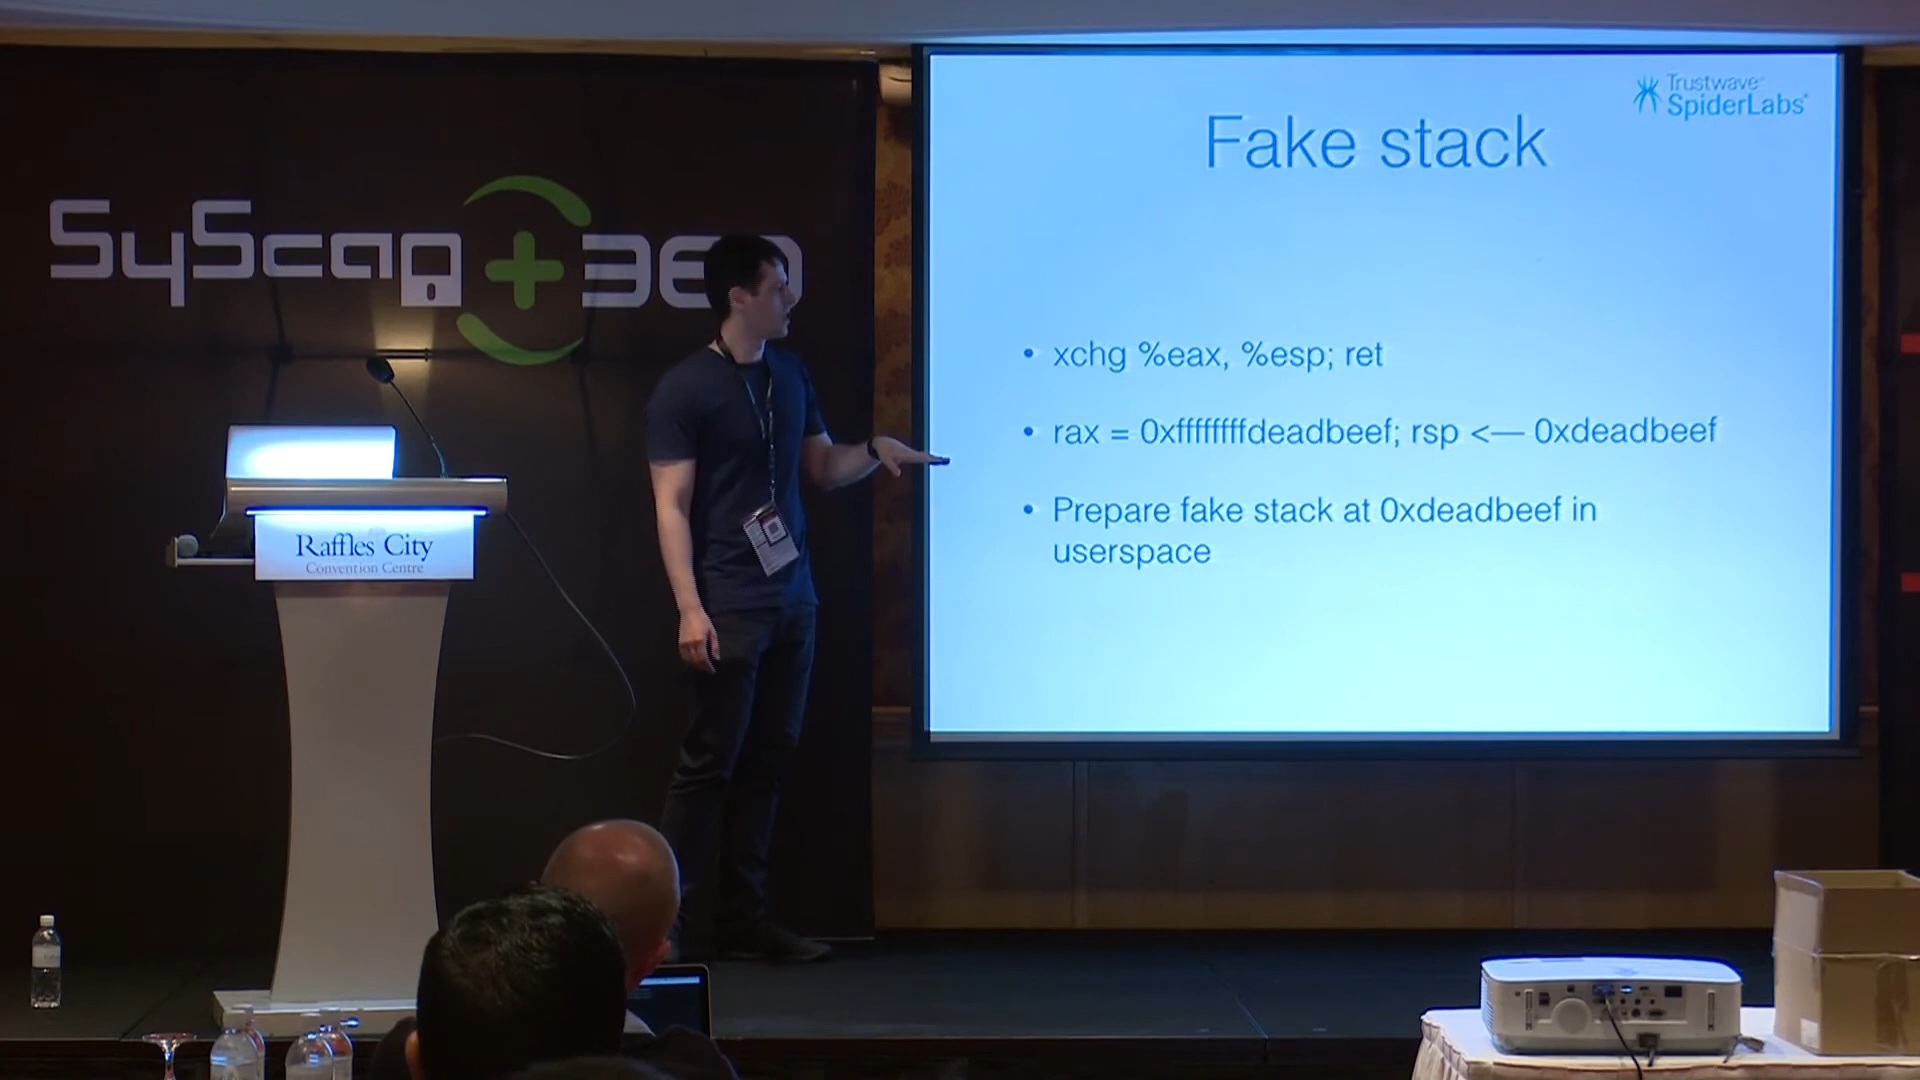 SyScan+360
Trustwave®
SpiderLabs®
Fake stack
• xchg %eax, %esp; ret
• rax = 0xffffffffdeadbeef; rsp <— 0xdeadbeef
• Prepare fake stack at 0xdeadbeef in
userspace
Raffles City
Convention Centre